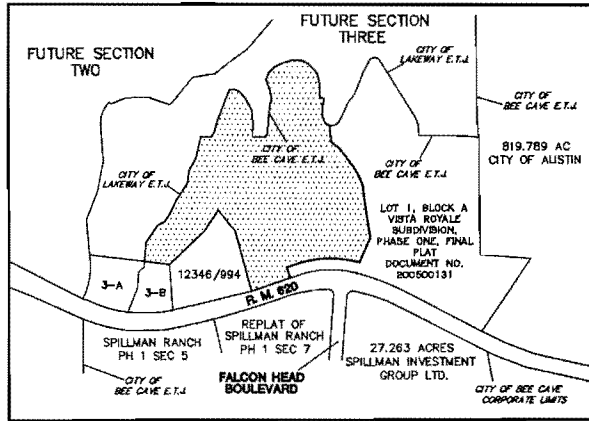 FUTURE SECTION
THREE
FUTURE SECTION
TWO
CITY OF
LAKEWAY E.T.J.
CITY OF
BEE CAVE E.T.J.
CITY OF
BEE CAVE E.T.J.
CITY OF
LAKEWAY E.T.J.
CITY OF
BEE CAVE E.T.J.
819.789 AC
CITY OF AUSTIN
LOT 1, BLOCK A
VISTA ROYALE
SUBDIVISION,
PHASE ONE, FINAL
PLAT
DOCUMENT NO.
200500131
3-A
3-B
12346/994
R. M. 620
SPILLMAN RANCH
PH 1 SEC 5
REPLAT OF
SPILLMAN RANCH
PH 1 SEC 7
FALCON HEAD
BOULEVARD
27.263 ACRES
SPILLMAN INVESTMENT
GROUP LTD.
CITY OF
BEE CAVE E.T.J.
CITY OF BEE CAVE
CORPORATE LIMITS